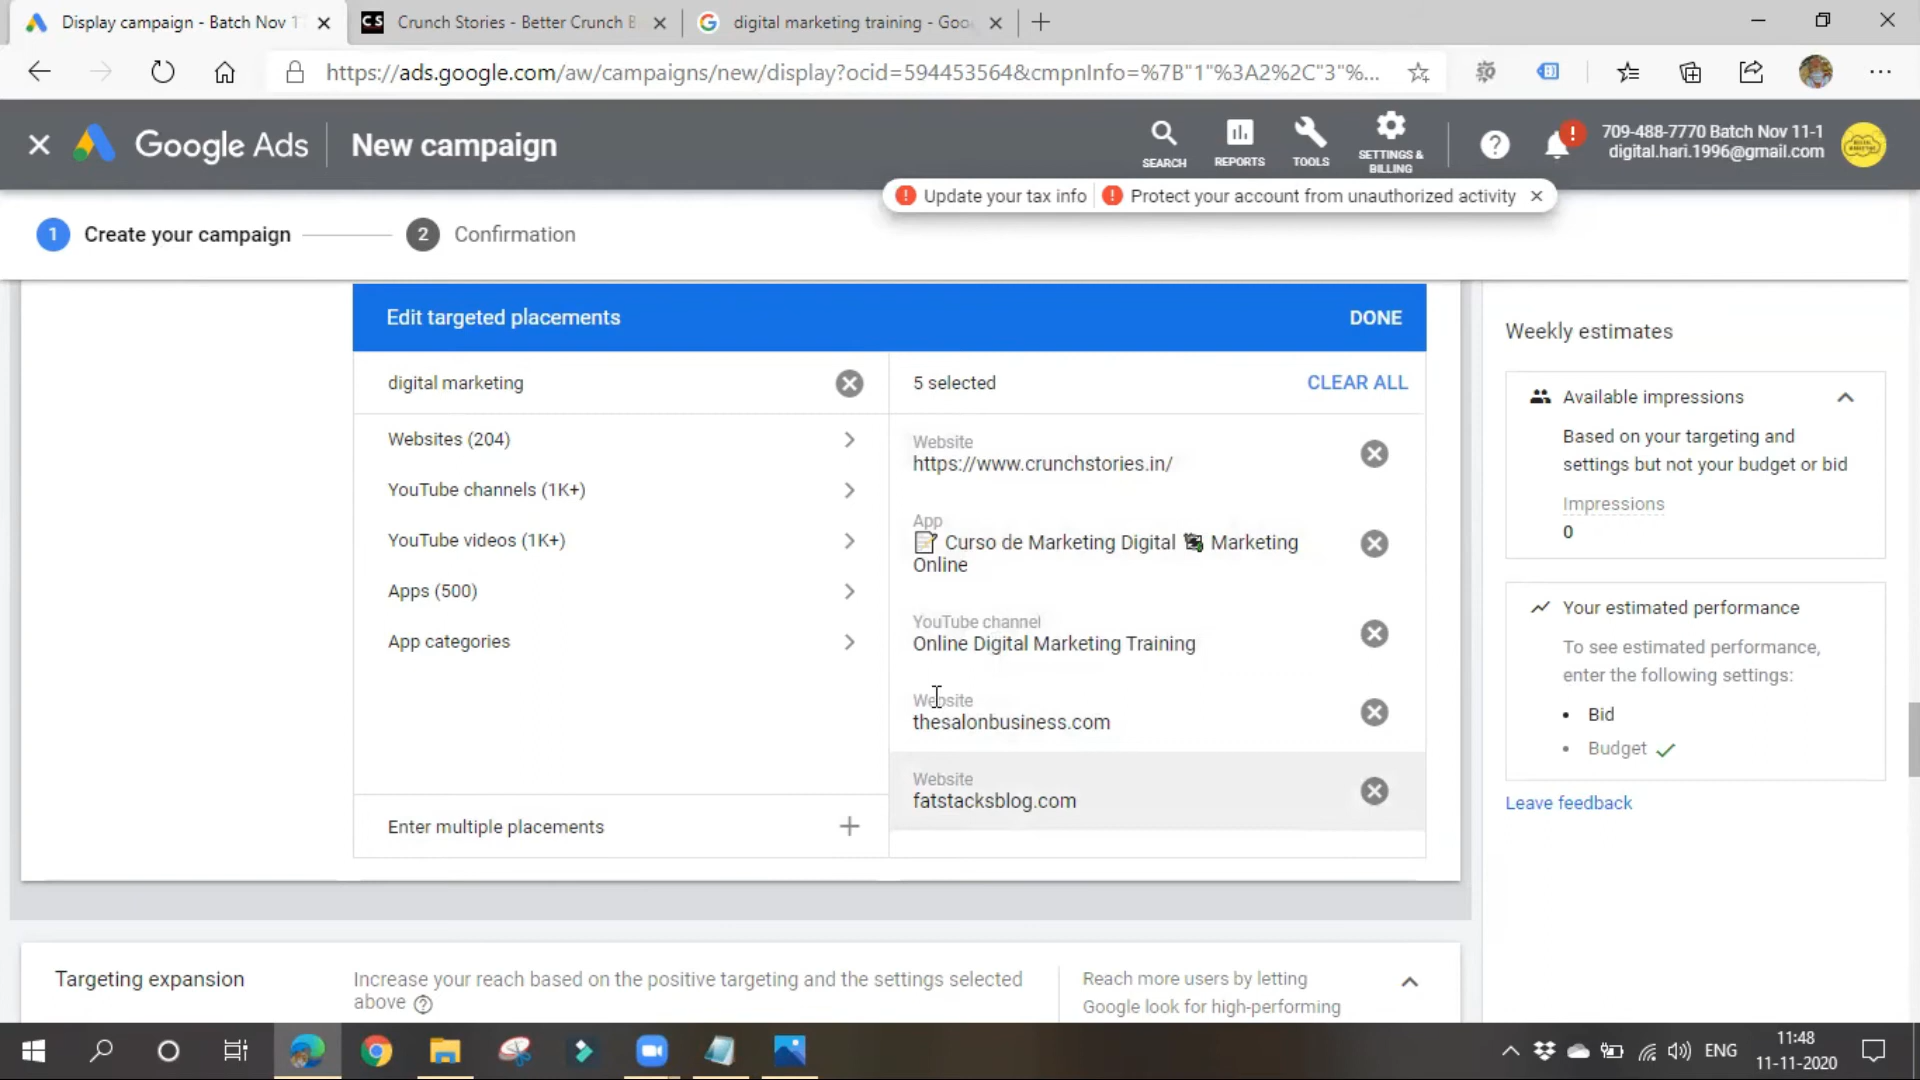 Display campaign - Batch Nov 1
CS Crunch Stories - Better Crunch B
digital marketing training - Goo
https://ads.google.com/aw/campaigns/new/display?ocid=594453564&cmpnInfo=%7B"1"%3A2%2C"3"%...
Google Ads
New campaign
SEARCH
REPORTS
TOOLS
SETTINGS &
BILLING
709-488-7770 Batch Nov 11-1
digital.hari.1996@gmail.com
Update your tax info
Protect your account from unauthorized activity
1 Create your campaign
2 Confirmation
Edit targeted placements
DONE
digital marketing
5 selected
CLEAR ALL
Websites (204)
YouTube channels (1K+)
YouTube videos (1K+)
Apps (500)
App categories
Enter multiple placements
Website
https://www.crunchstories.in/
App
📝 Curso de Marketing Digital Marketing
Online
YouTube channel
Online Digital Marketing Training
Website
thesalonbusiness.com
Website
fatstacksblog.com
Weekly estimates
Available impressions
Based on your targeting and
settings but not your budget or bid
Impressions
0
Your estimated performance
To see estimated performance,
enter the following settings:
• Bid
• Budget
Leave feedback
Targeting expansion
Increase your reach based on the positive targeting and the settings selected
above
Reach more users by letting
Google look for high-performing
ENG
11:48
11-11-2020